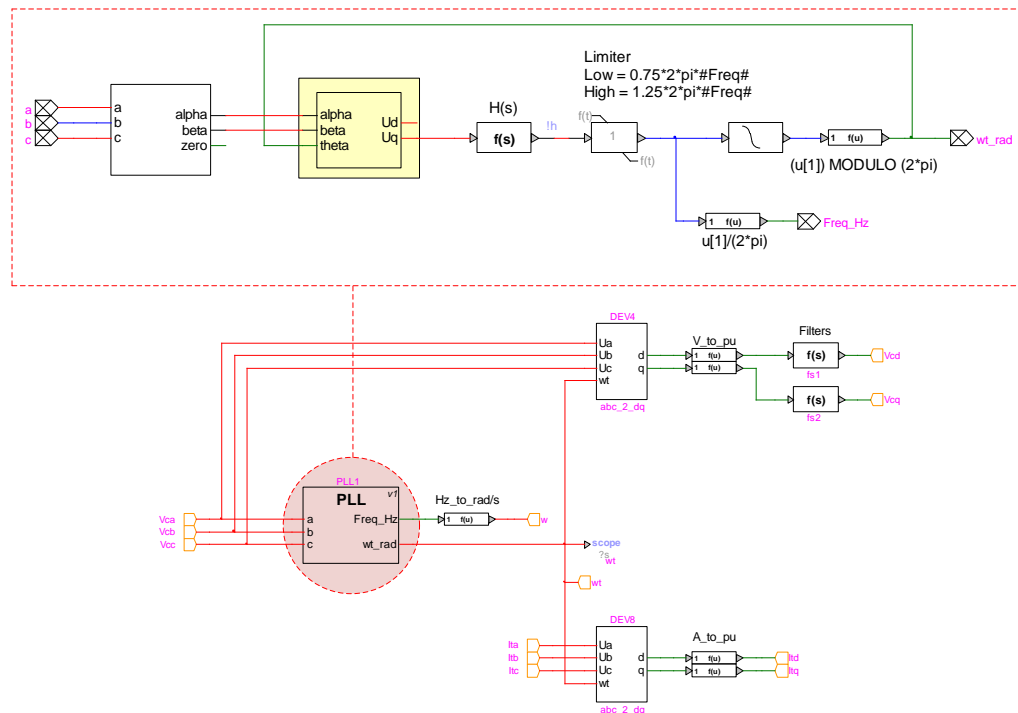 Limiter
Low = 0.75*2*pi*#Freq#
High = 1.25*2*pi*#Freq#
H(s)
a
b
c
a
b
c
alpha
beta
zero
alpha
beta
theta
Ud
Uq
f(s)
!h
f(t)
1
f(t)
1 f(u)
wt_rad
(u[1]) MODULO (2*pi)
1 f(u)
Freq_Hz
u[1]/(2*pi)
DEV4
Ua
Ub
Uc
wt
d
q
abc_2_dq
V_to_pu
1 f(u)
1 f(u)
Filters
f(s)
fs1
Vcd
f(s)
fs2
Vcq
PLL1
PLL
v1
Vca
Vcb
Vcc
a
b
c
Freq_Hz
wt_rad
Hz_to_rad/s
1 f(u)
w
scope
?s
wt
wt
DEV8
Ita
Itb
Itc
Ua
Ub
Uc
wt
d
q
abc_2_dq
A_to_pu
1 f(u)
1 f(u)
Itd
Itq